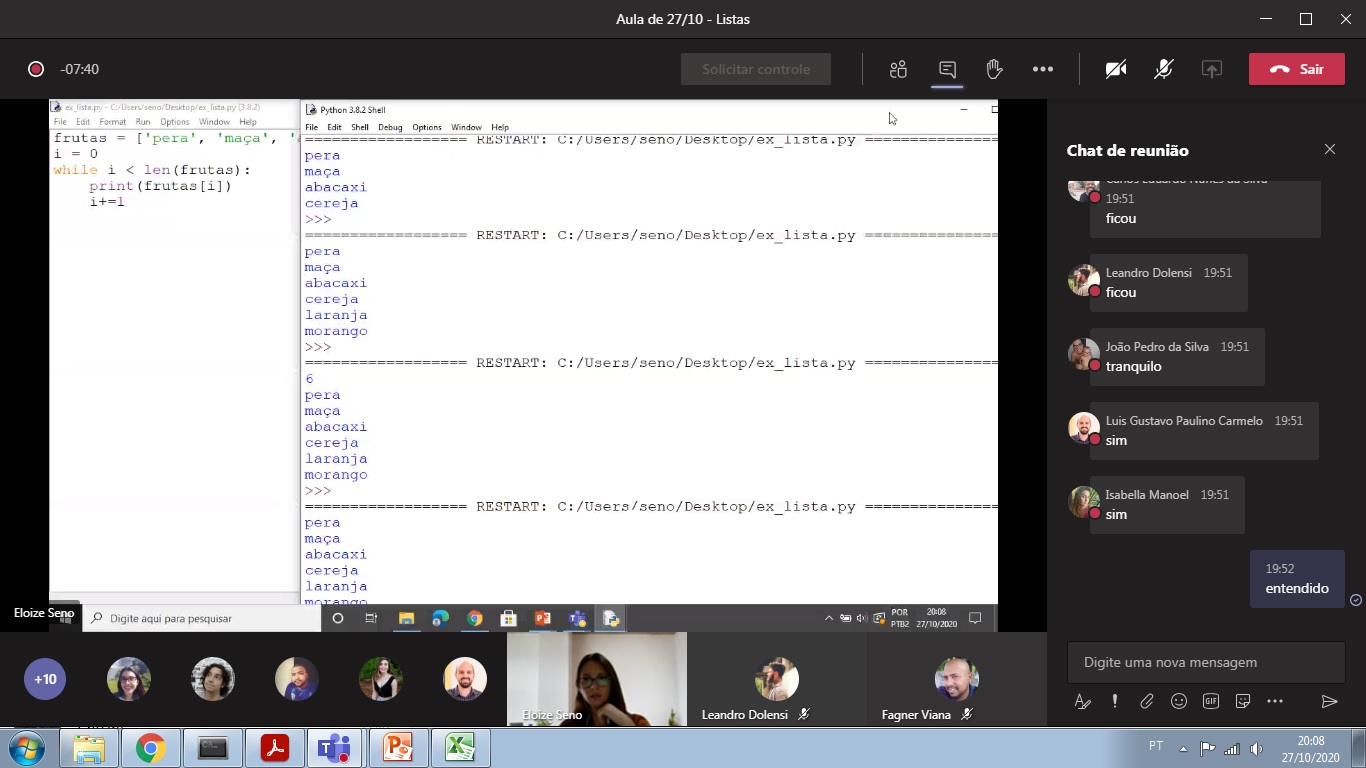 Aula de 27/10 - Listas
-07:40
Solicitar controle
Sair
ex_lista.py - C:/Users/seno/Desktop/ex_lista.py (3.8.2)
File Edit Format Run Options Window Help
frutas = ['pera', 'maça', '
i = 0
while i < len(frutas):
    print(frutas[i])
    i+=1
Python 3.8.2 Shell
File Edit Shell Debug Options Window Help
================== RESTART: C:/Users/seno/Desktop/ex_lista.py ===============
pera
maça
abacaxi
cereja
>>>
================== RESTART: C:/Users/seno/Desktop/ex_lista.py ===============
pera
maça
abacaxi
cereja
laranja
morango
>>>
================== RESTART: C:/Users/seno/Desktop/ex_lista.py ===============
6
pera
maça
abacaxi
cereja
laranja
morango
>>>
================== RESTART: C:/Users/seno/Desktop/ex_lista.py ===============
pera
maça
abacaxi
cereja
laranja
morango
Eloize Seno
Digite aqui para pesquisar
POR
PTB2
20:08
27/10/2020
Chat de reunião
Carlos Eduardo Nunes da Silva
19:51
ficou
Leandro Dolensi 19:51
ficou
João Pedro da Silva 19:51
tranquilo
Luis Gustavo Paulino Carmelo 19:51
sim
Isabella Manoel 19:51
sim
19:52
entendido
Digite uma nova mensagem
GIF
+10
Eloize Seno
Leandro Dolensi
Fagner Viana
PT
20:08
27/10/2020